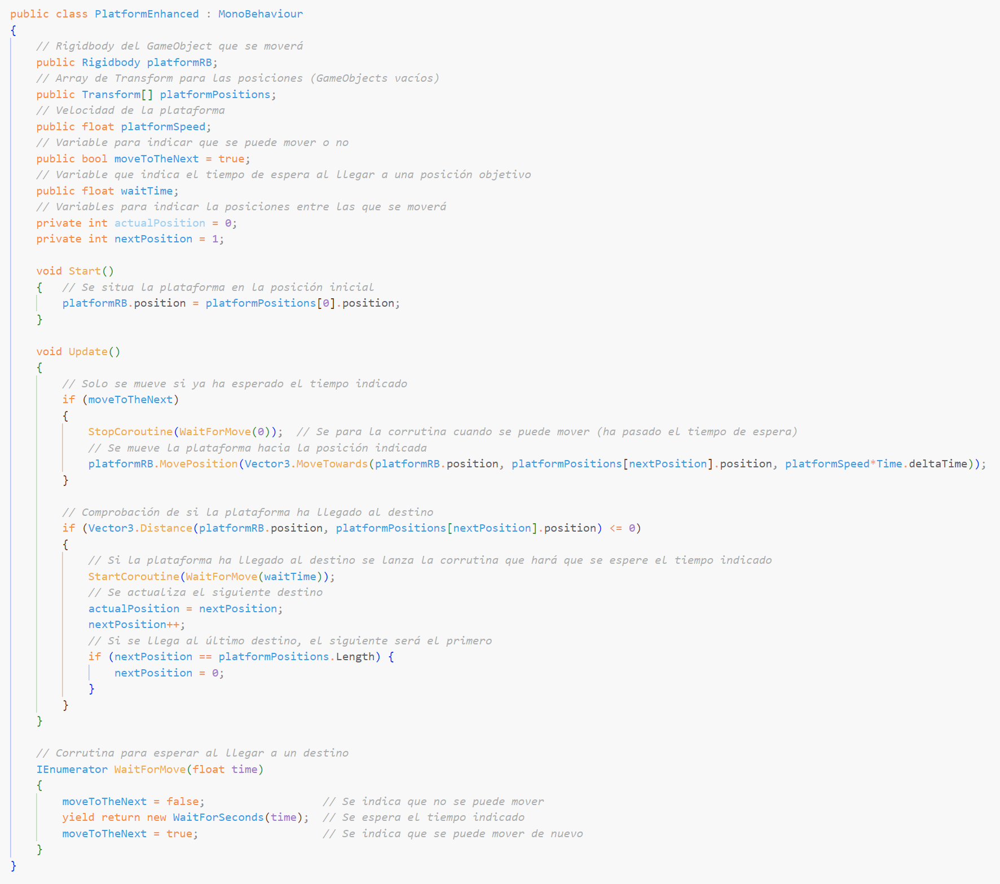 public class PlatformEnhanced : MonoBehaviour
{
    // Rigidbody del GameObject que se moverá
    public Rigidbody platformRB;
    // Array de Transform para las posiciones (GameObjects vacíos)
    public Transform[] platformPositions;
    // Velocidad de la plataforma
    public float platformSpeed;
    // Variable para indicar que se puede mover o no
    public bool moveToTheNext = true;
    // Variable que indica el tiempo de espera al llegar a una posición objetivo
    public float waitTime;
    // Variables para indicar la posiciones entre las que se moverá
    private int actualPosition = 0;
    private int nextPosition = 1;

    void Start()
    {   // Se situa la plataforma en la posición inicial
        platformRB.position = platformPositions[0].position;
    }

    void Update()
    {
        // Solo se mueve si ya ha esperado el tiempo indicado
        if (moveToTheNext)
        {
            StopCoroutine(WaitForMove(0));  // Se para la corrutina cuando se puede mover (ha pasado el tiempo de espera)
            // Se mueve la plataforma hacia la posición indicada
            platformRB.MovePosition(Vector3.MoveTowards(platformRB.position, platformPositions[nextPosition].position, platformSpeed*Time.deltaTime));
        }

        // Comprobación de si la plataforma ha llegado al destino
        if (Vector3.Distance(platformRB.position, platformPositions[nextPosition].position) <= 0)
        {
            // Si la plataforma ha llegado al destino se lanza la corrutina que hará que se espere el tiempo indicado
            StartCoroutine(WaitForMove(waitTime));
            // Se actualiza el siguiente destino
            actualPosition = nextPosition;
            nextPosition++;
            // Si se llega al último destino, el siguiente será el primero
            if (nextPosition == platformPositions.Length) {
                nextPosition = 0;
            }
        }
    }

    // Corrutina para esperar al llegar a un destino
    IEnumerator WaitForMove(float time)
    {
        moveToTheNext = false;                  // Se indica que no se puede mover
        yield return new WaitForSeconds(time);  // Se espera el tiempo indicado
        moveToTheNext = true;                   // Se indica que se puede mover de nuevo
    }
}